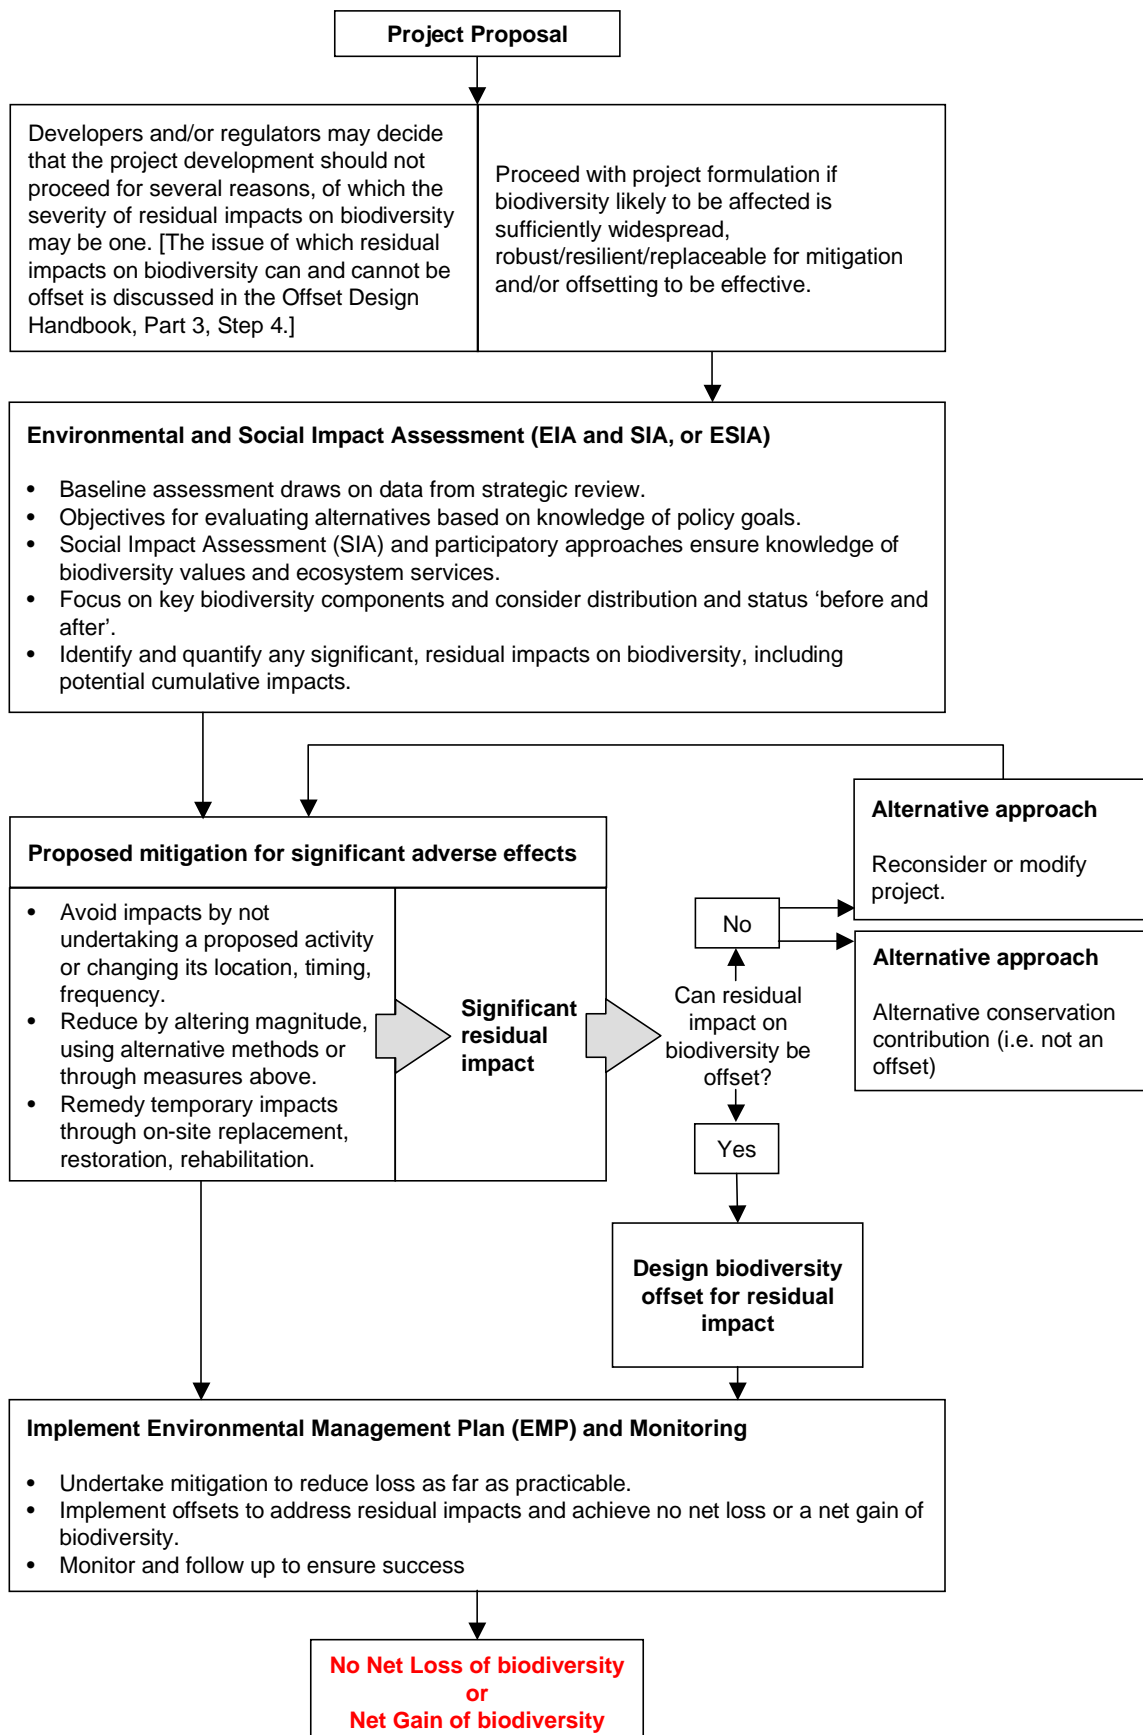 Project Proposal
Developers and/or regulators may decide
that the project development should not
proceed for several reasons, of which the
severity of residual impacts on biodiversity
may be one. [The issue of which residual
impacts on biodiversity can and cannot be
offset is discussed in the Offset Design
Handbook, Part 3, Step 4.]
Proceed with project formulation if
biodiversity likely to be affected is
sufficiently widespread,
robust/resilient/replaceable for mitigation
and/or offsetting to be effective.
Environmental and Social Impact Assessment (EIA and SIA, or ESIA)
• Baseline assessment draws on data from strategic review.
• Objectives for evaluating alternatives based on knowledge of policy goals.
• Social Impact Assessment (SIA) and participatory approaches ensure knowledge of
biodiversity values and ecosystem services.
• Focus on key biodiversity components and consider distribution and status ‘before and
after’.
• Identify and quantify any significant, residual impacts on biodiversity, including
potential cumulative impacts.
Proposed mitigation for significant adverse effects
• Avoid impacts by not
undertaking a proposed activity
or changing its location, timing,
frequency.
• Reduce by altering magnitude,
using alternative methods or
through measures above.
• Remedy temporary impacts
through on-site replacement,
restoration, rehabilitation.
Significant
residual
impact
No
Can residual
impact on
biodiversity be
offset?
Yes
Alternative approach
Reconsider or modify
project.
Alternative approach
Alternative conservation
contribution (i.e. not an
offset)
Design biodiversity
offset for residual
impact
Implement Environmental Management Plan (EMP) and Monitoring
• Undertake mitigation to reduce loss as far as practicable.
• Implement offsets to address residual impacts and achieve no net loss or a net gain of
biodiversity.
• Monitor and follow up to ensure success
No Net Loss of biodiversity
or
Net Gain of biodiversity